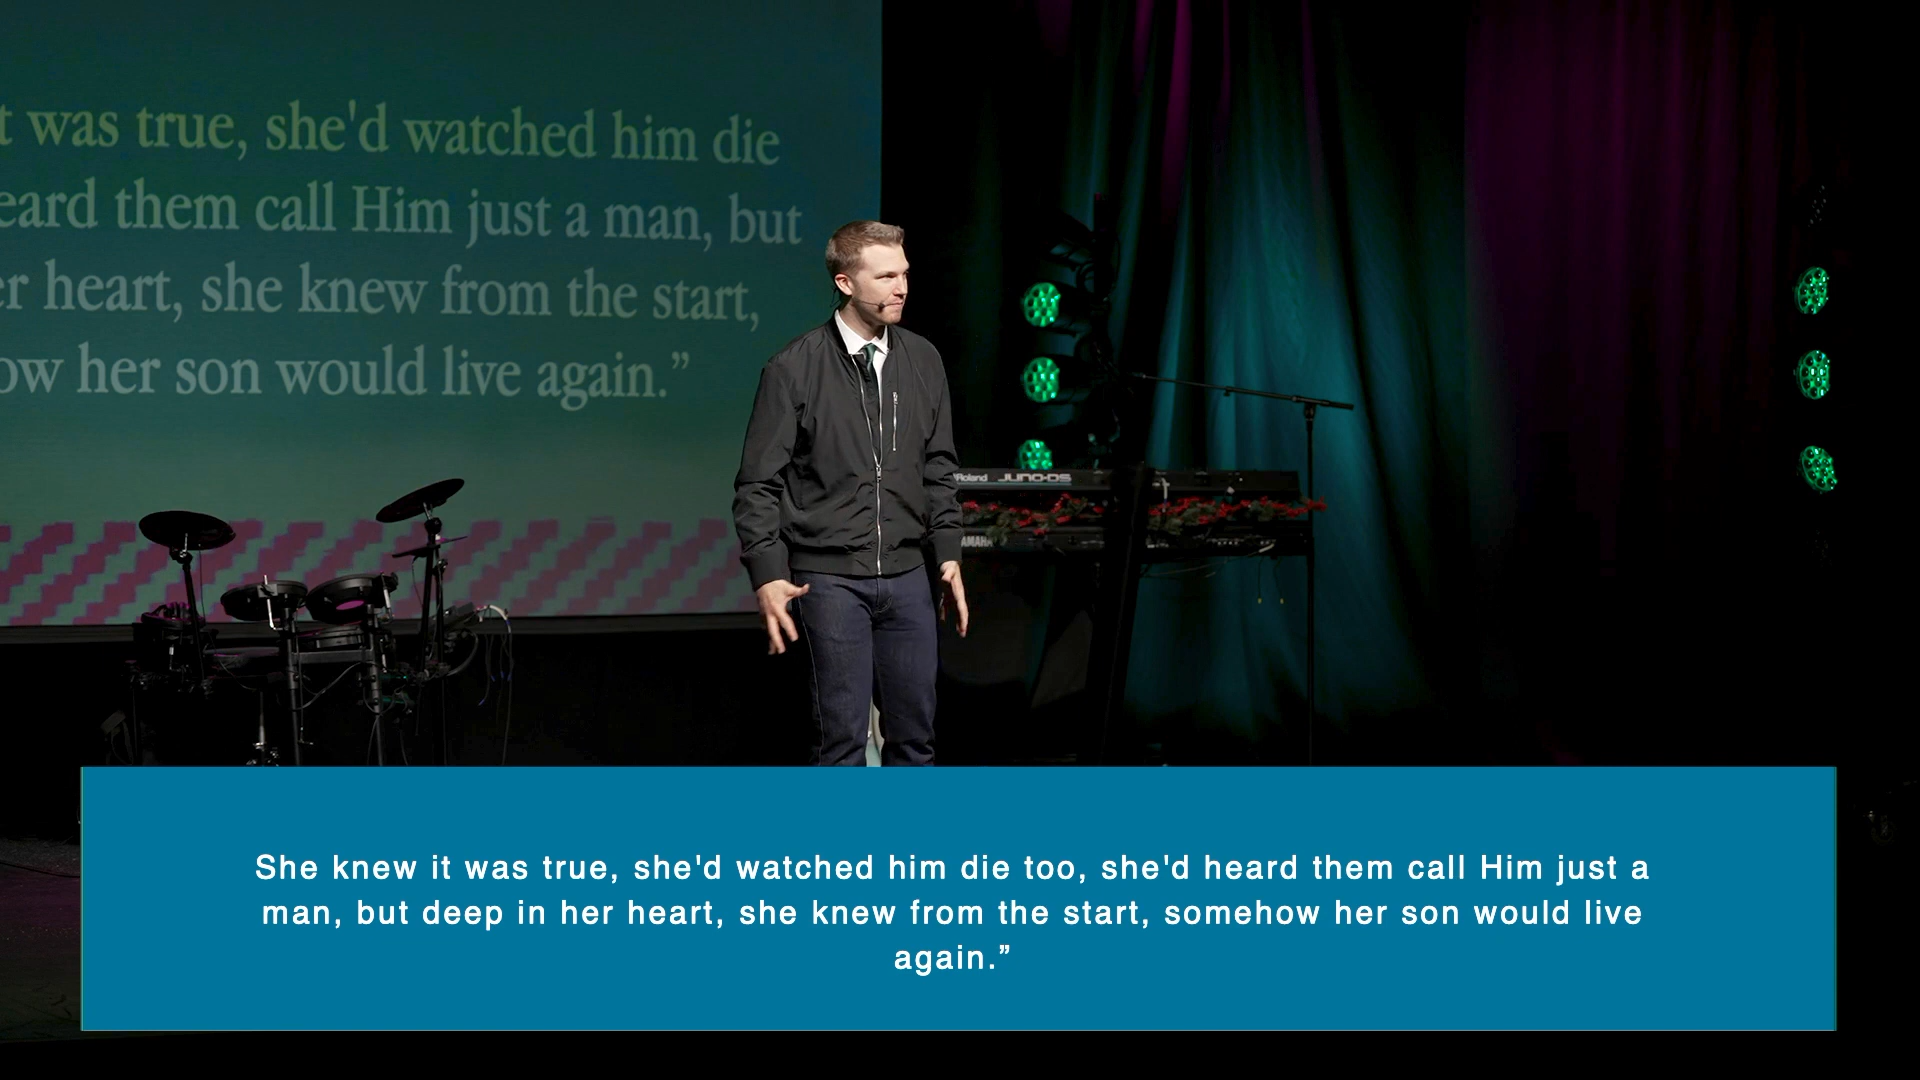 t was true, she'd watched him die
eard them call Him just a man, but
er heart, she knew from the start,
ow her son would live again.”
Roland JUNO-DS
YAMAHA
She knew it was true, she'd watched him die too, she'd heard them call Him just a
man, but deep in her heart, she knew from the start, somehow her son would live
again.”